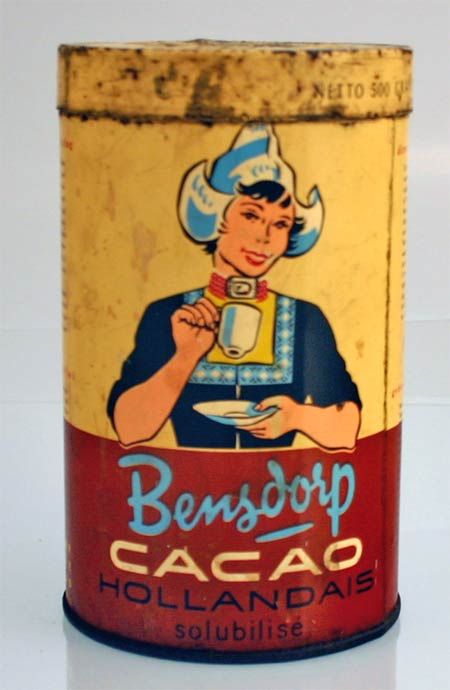 NETTO 500
Bensdorp
CACAO
HOLLANDAIS
solubilisé